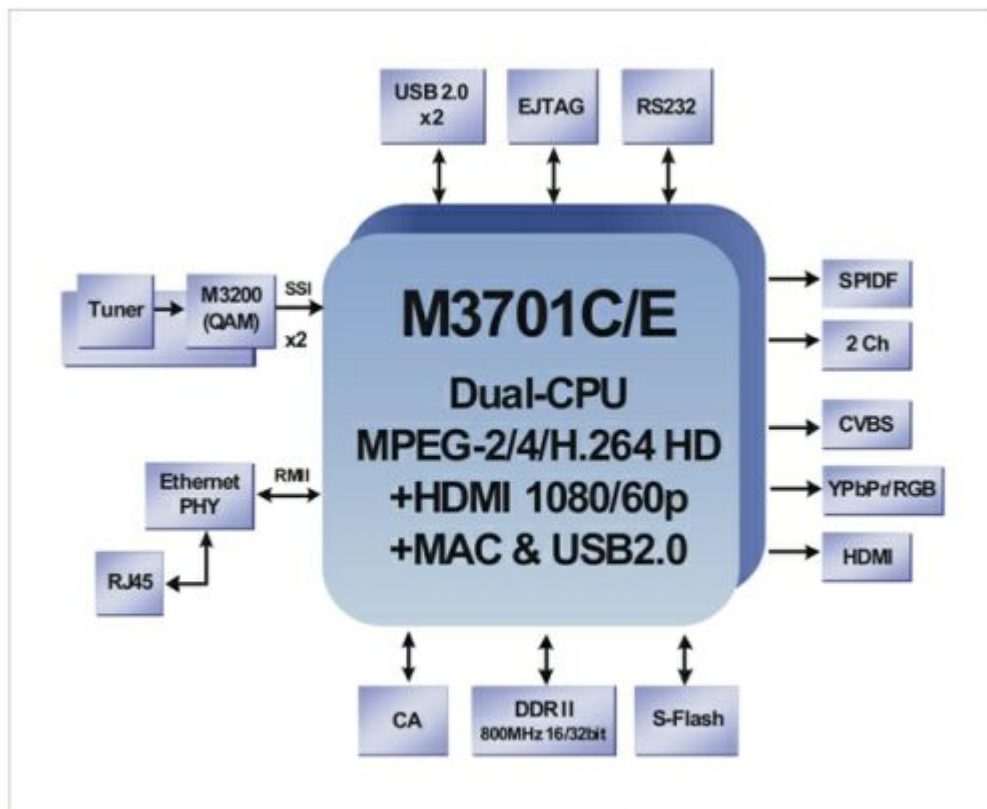 USB 2.0
x2
EJTAG
RS232
Tuner
M3200
(QAM)
SSI
x2
Ethernet
PHY
RMII
RJ45
M3701C/E
Dual-CPU
MPEG-2/4/H.264 HD
+HDMI 1080/60p
+MAC & USB2.0
SPIDF
2 Ch
CVBS
YPbPr/RGB
HDMI
CA
DDR II
800MHz 16/32bit
S-Flash